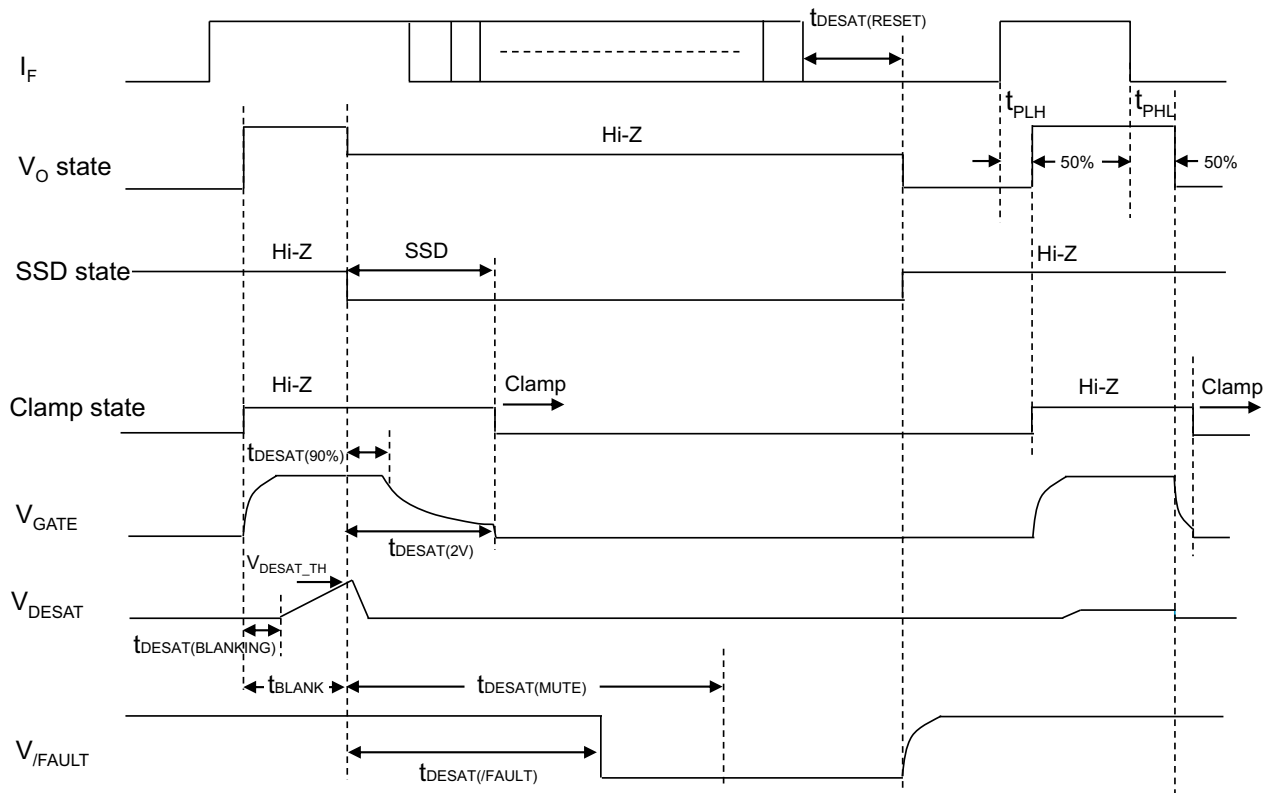 tDESAT(RESET)
IF
tPLH
tPHL
Hi-Z
VO state
50%
50%
Hi-Z
SSD
Hi-Z
SSD state
Hi-Z
Clamp
Hi-Z
Clamp
Clamp state
tDESAT(90%)
VGATE
tDESAT(2V)
VDESAT_TH
VDESAT
tDESAT(BLANKING)
tBLANK
tDESAT(MUTE)
V/FAULT
tDESAT(/FAULT)